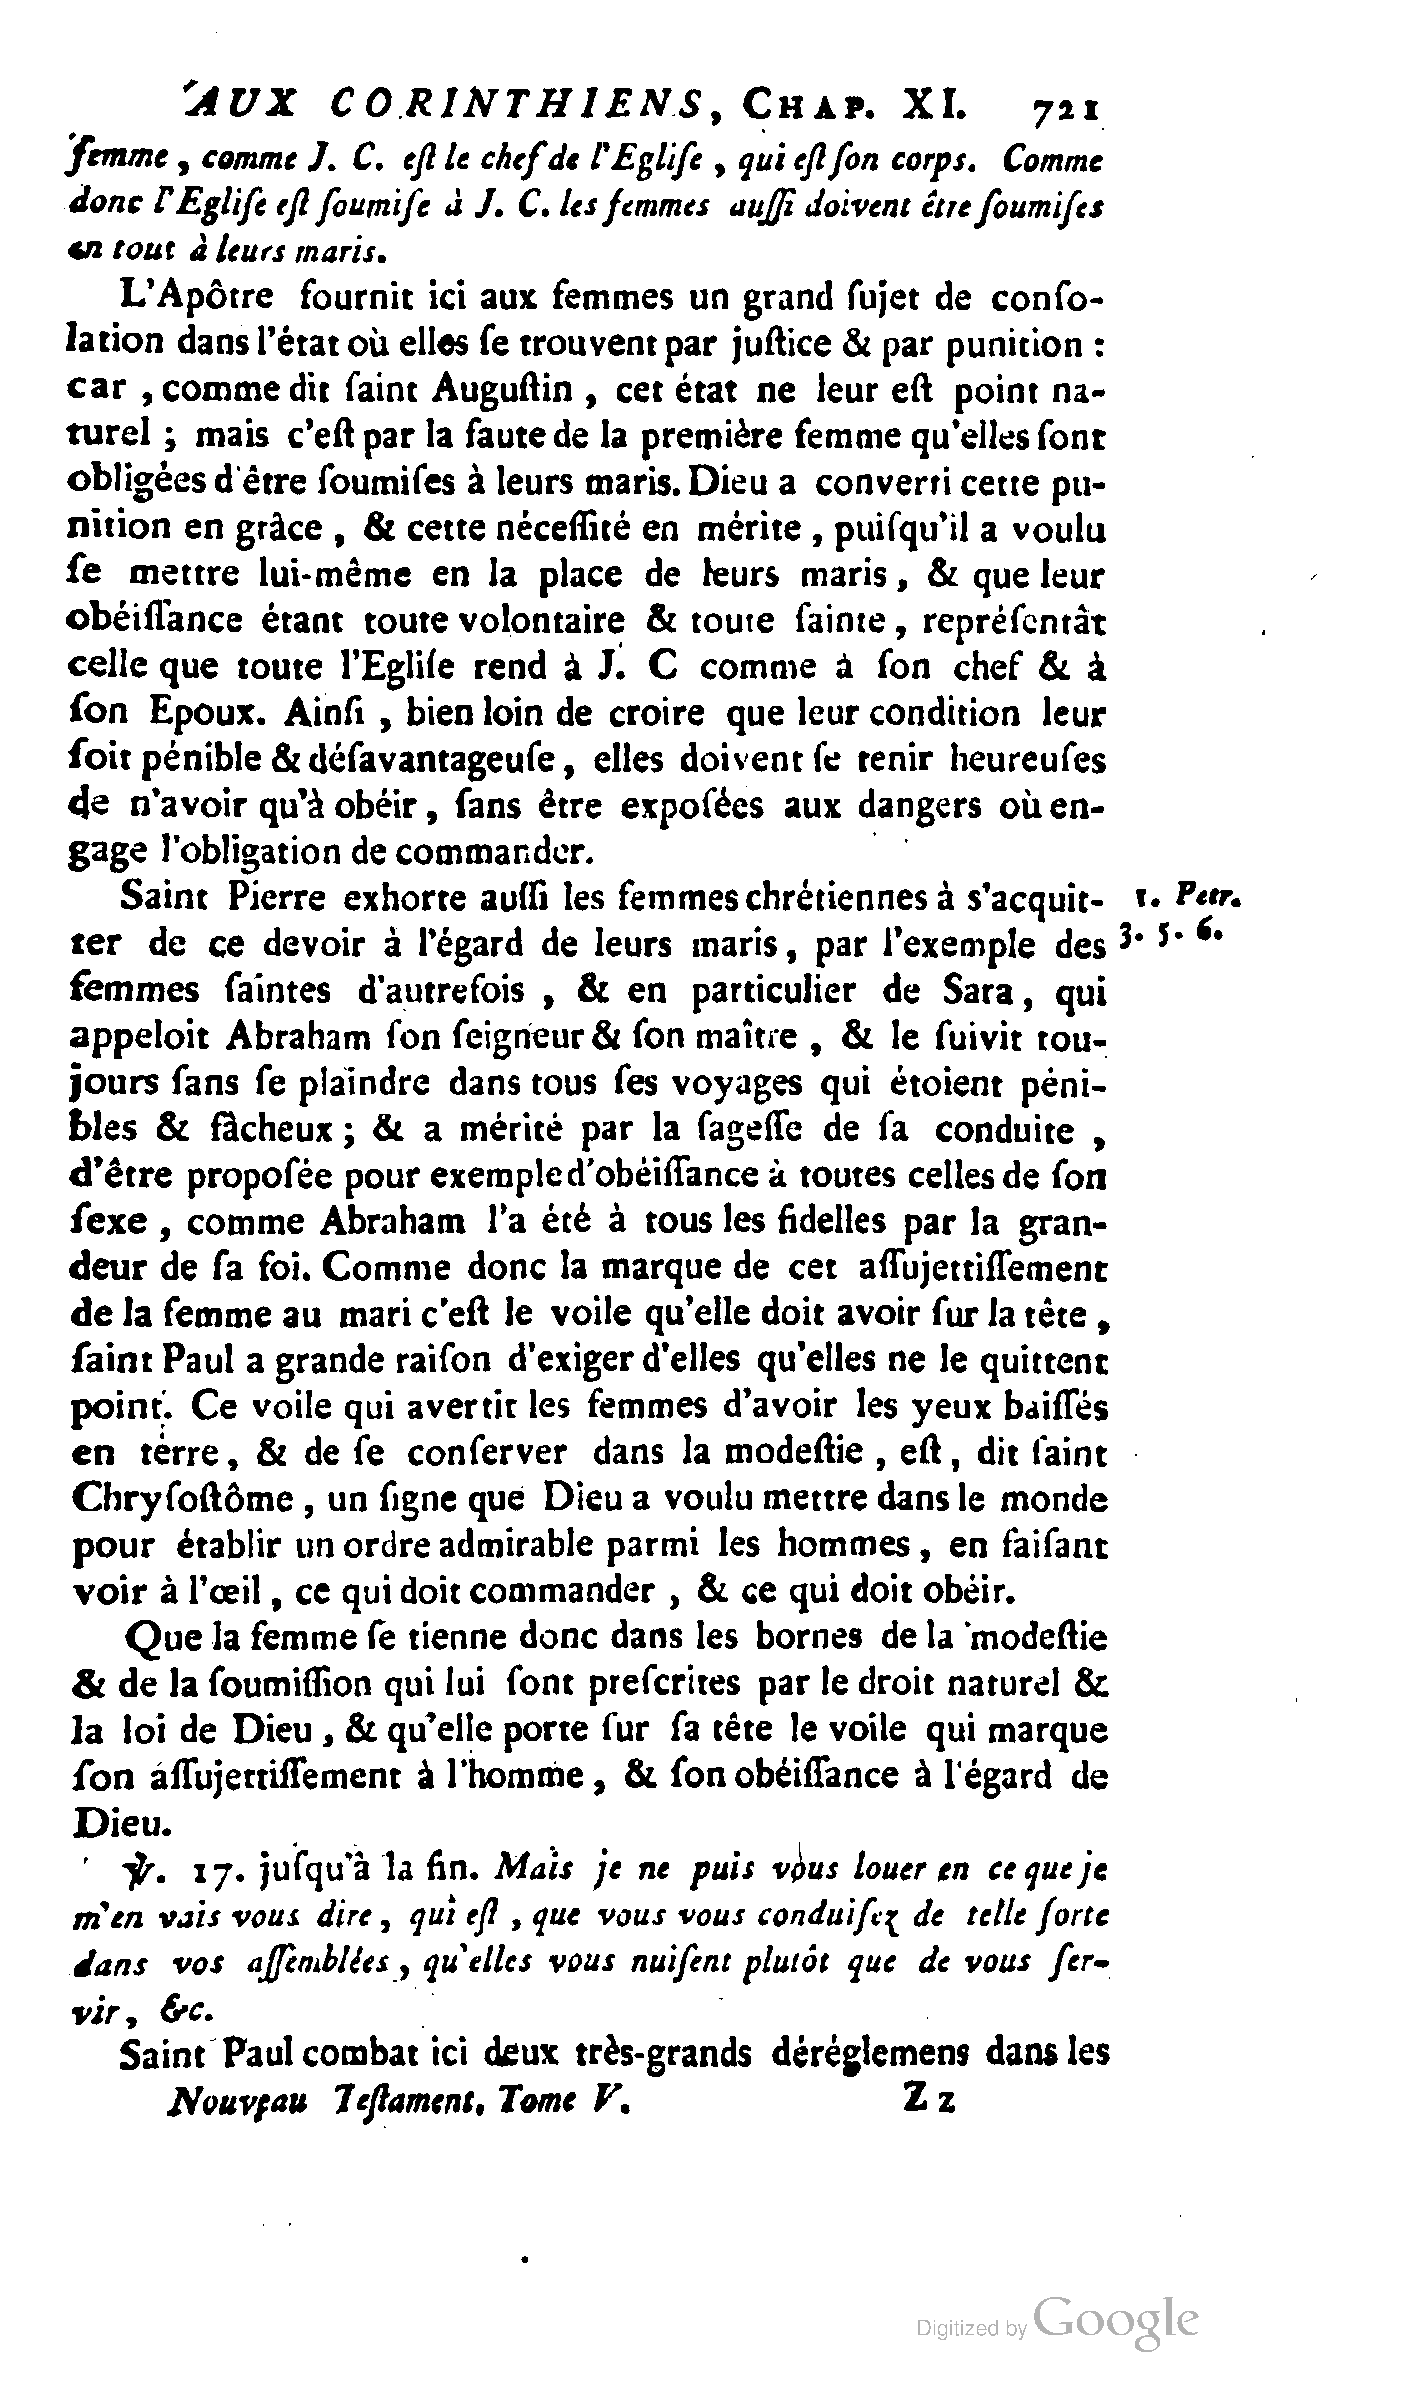 AUX CORINTHIENS, CHAP. XI. 721
ſemme, comme J. C. eſt le chef de l'Egliſe, qui eſt ſon corps. Comme
donc l'Egliſe eſt ſoumiſe à J. C. les femmes auſſi doivent être ſoumiſes
en tout à leurs maris.
L'Apôtre fournit ici aux femmes un grand ſujet de conſo-
lation dans l'état où elles ſe trouvent par juſtice & par punition :
car, comme dit ſaint Auguſtin, cet état ne leur eſt point na-
turel ; mais c'eſt par la faute de la première femme qu'elles ſont
obligées d'être ſoumiſes à leurs maris. Dieu a converti cette pu-
nition en grâce, & cette néceſſité en mérite, puiſqu'il a voulu
ſe mettre lui-même en la place de leurs maris, & que leur
obéiſſance étant toute volontaire & toute ſainte, repréſentât
celle que toute l'Egliſe rend à J. C comme à ſon chef & à
ſon Epoux. Ainſi, bien loin de croire que leur condition leur
ſoit pénible & déſavantageuſe, elles doivent ſe tenir heureuſes
de n'avoir qu'à obéir, ſans être expoſées aux dangers où en-
gage l'obligation de commander.
Saint Pierre exhorte auſſi les femmes chrétiennes à s'acquit- 1. Petr.
ter de ce devoir à l'égard de leurs maris, par l'exemple des 3. 5. 6.
femmes ſaintes d'autrefois, & en particulier de Sara, qui
appeloit Abraham ſon ſeigneur & ſon maître, & le ſuivit tou-
jours ſans ſe plaindre dans tous ſes voyages qui étoient péni-
bles & fâcheux ; & a mérité par la ſageſſe de ſa conduite,
d'être propoſée pour exemple d'obéiſſance à toutes celles de ſon
ſexe, comme Abraham l'a été à tous les fidelles par la gran-
deur de ſa foi. Comme donc la marque de cet aſſujettiſſement
de la femme au mari c'eſt le voile qu'elle doit avoir ſur la tête,
ſaint Paul a grande raiſon d'exiger d'elles qu'elles ne le quittent
point. Ce voile qui avertit les femmes d'avoir les yeux baiſſés
en terre, & de ſe conſerver dans la modeſtie, eſt, dit ſaint
Chryſoſtôme, un ſigne que Dieu a voulu mettre dans le monde
pour établir un ordre admirable parmi les hommes, en faiſant
voir à l'œil, ce qui doit commander, & ce qui doit obéir.
Que la femme ſe tienne donc dans les bornes de la modeſtie
& de la ſoumiſſion qui lui ſont preſcrites par le droit naturel &
la loi de Dieu, & qu'elle porte ſur ſa tête le voile qui marque
ſon aſſujettiſſement à l'homme, & ſon obéiſſance à l'égard de
Dieu.
℣. 17. juſqu'à la fin. Mais je ne puis vous louer en ce que je
m'en vais vous dire, qui eſt, que vous vous conduiſez de telle ſorte
dans vos aſſemblées, qu'elles vous nuiſent plutôt que de vous ſer-
vir, &c.
Saint Paul combat ici deux très-grands déréglemens dans les
Nouveau Teſtament, Tome V. Z z
Digitized by Google